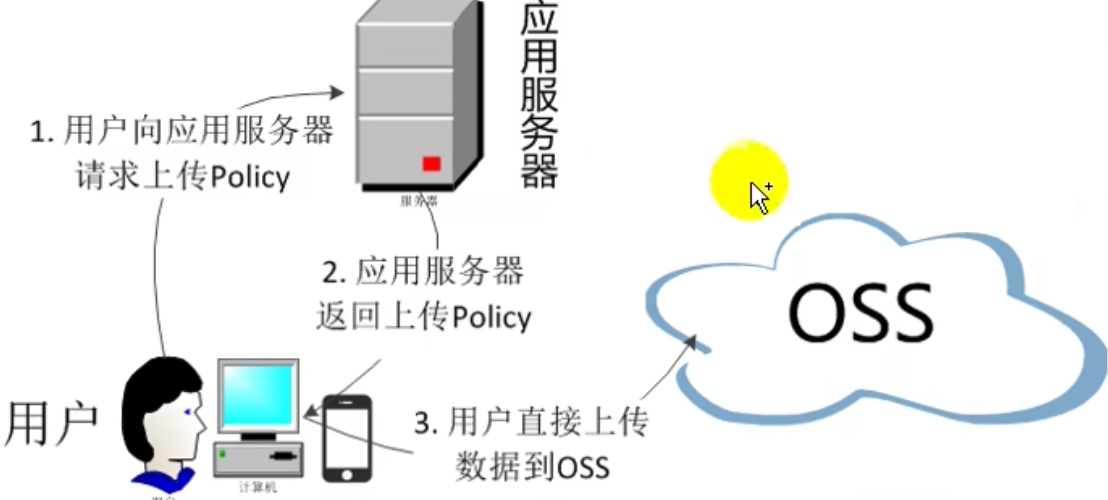 应用服务器
1. 用户向应用服务器
请求上传Policy
服务器
2. 应用服务器
返回上传Policy
OSS
用户
3. 用户直接上传
数据到OSS
计算机